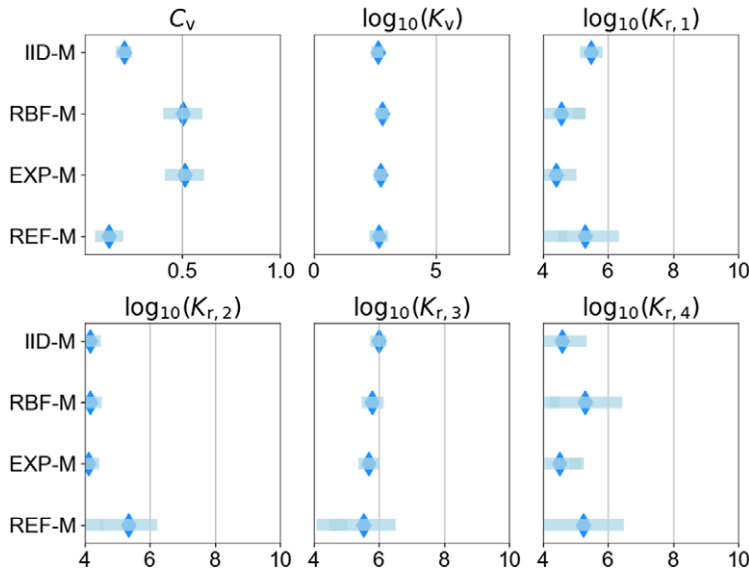 C_v log10(K_v) log10(K_r,1)
IID-M
RBF-M
EXP-M
REF-M
0.5 1.0 0 5 4 6 8 10
log10(K_r,2) log10(K_r,3) log10(K_r,4)
IID-M
RBF-M
EXP-M
REF-M
4 6 8 10 4 6 8 10 4 6 8 10